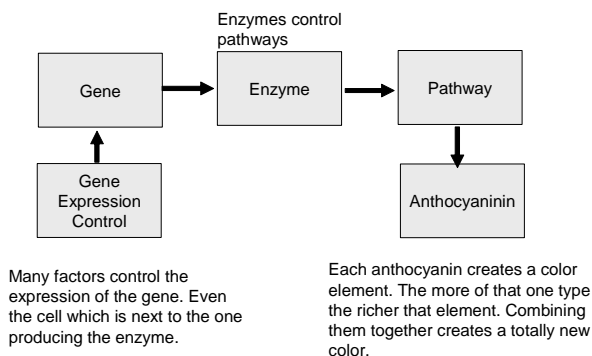 Enzymes control
pathways
Gene
Enzyme
Pathway
Gene
Expression
Control
Anthocyaninin
Many factors control the
expression of the gene. Even
the cell which is next to the one
producing the enzyme.
Each anthocyanin creates a color
element. The more of that one type
the richer that element. Combining
them together creates a totally new
color.